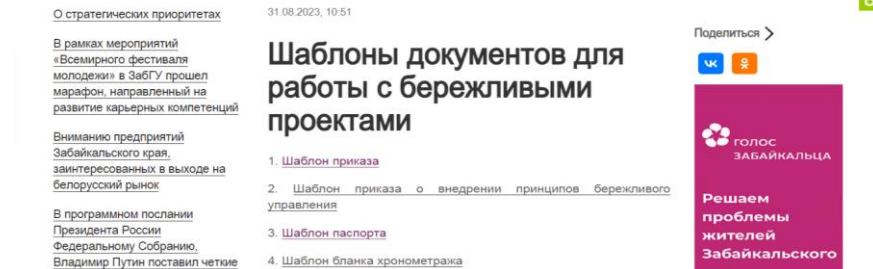 О стратегических приоритетах
В рамках мероприятий
«Всемирного фестиваля
молодежи» в ЗабГУ прошел
марафон, направленный на
развитие карьерных компетенций
Вниманию предприятий
Забайкальского края,
заинтересованных в выходе на
белорусский рынок
В программном послании
Президента России
Федеральному Собранию,
Владимир Путин поставил четкие
31.08.2023, 10:51
Шаблоны документов для
работы с бережливыми
проектами
1. Шаблон приказа
2. Шаблон приказа о внедрении принципов бережливого
управления
3. Шаблон паспорта
4. Шаблон бланка хронометража
Поделиться
ГОЛОС
ЗАБАЙКАЛЬЦА
Решаем
проблемы
жителей
Забайкальского